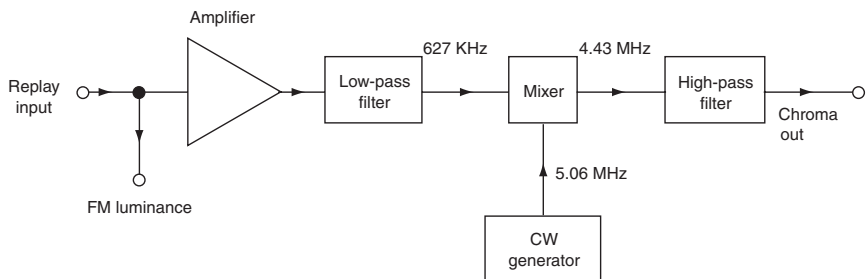 Amplifier
Replay
input
FM luminance
Low-pass
filter
627 KHz
Mixer
4.43 MHz
High-pass
filter
Chroma
out
5.06 MHz
CW
generator